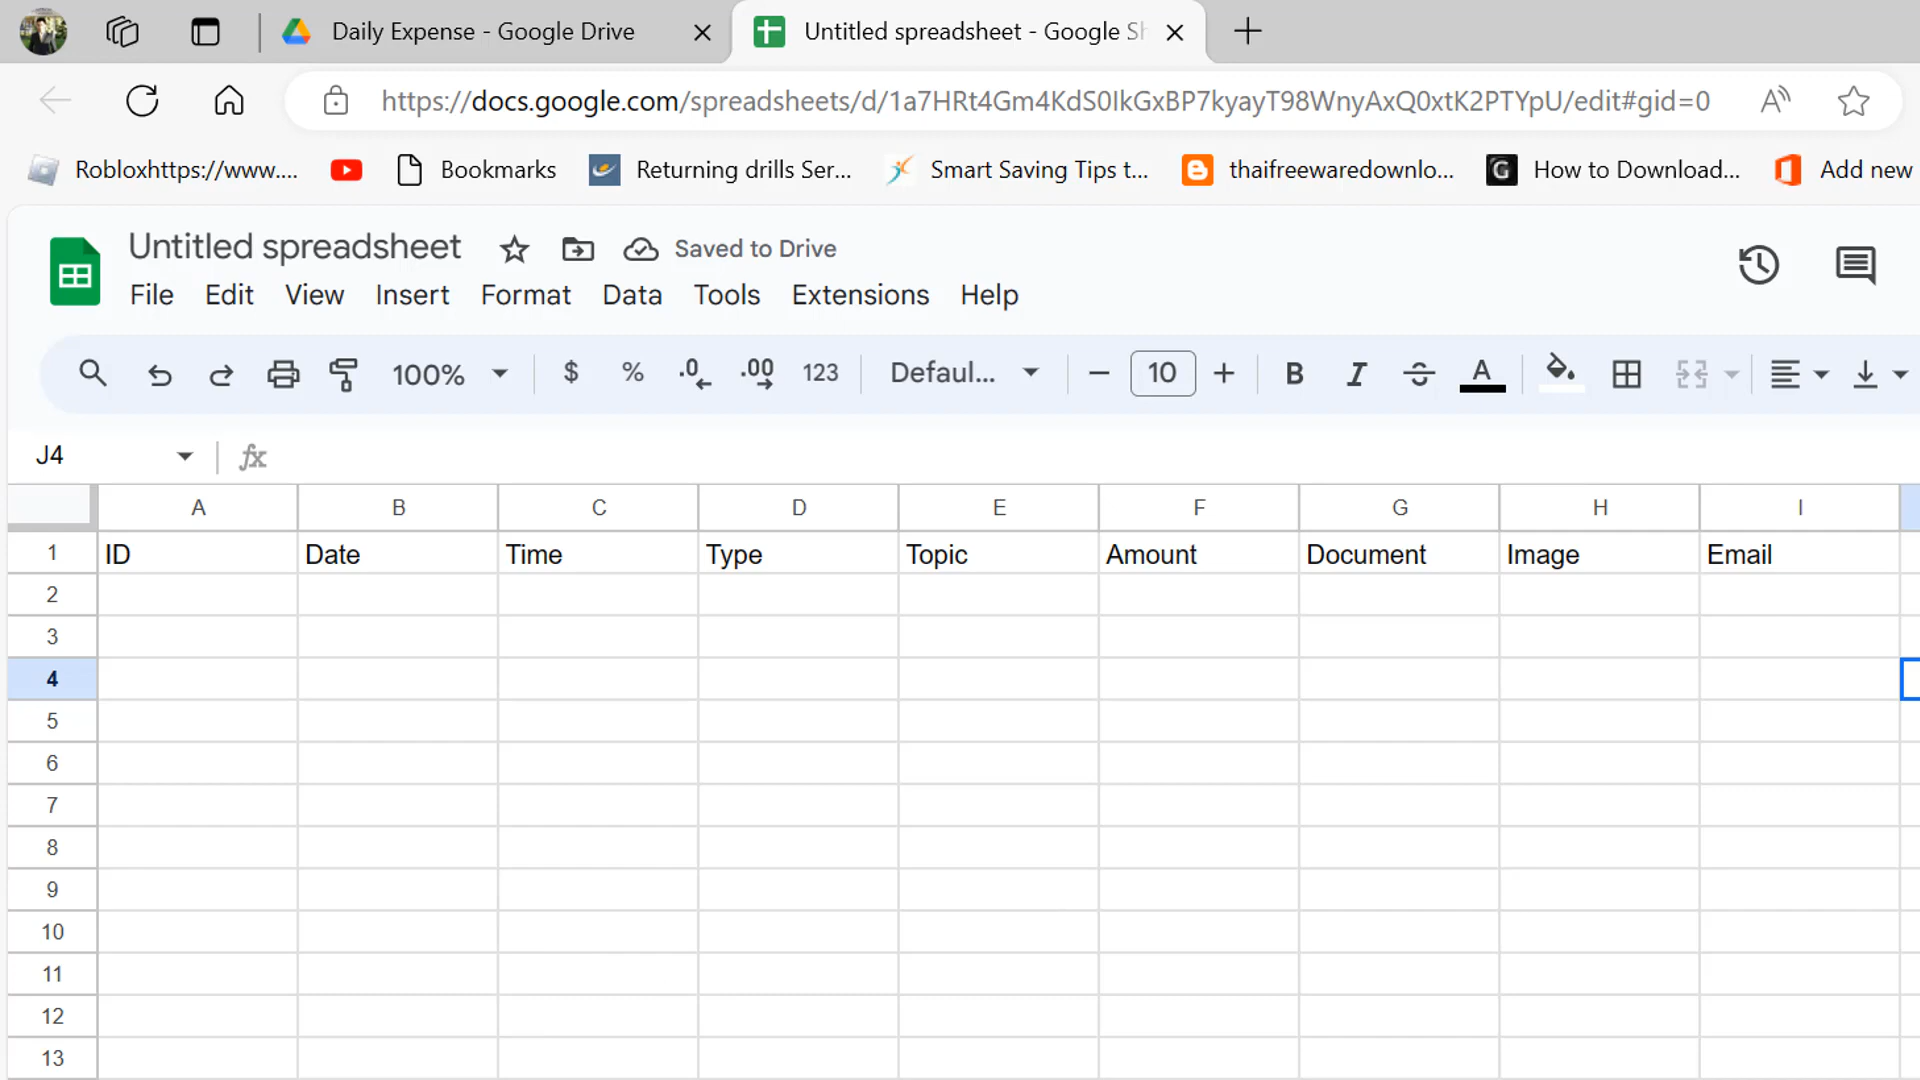 Daily Expense - Google Drive
Untitled spreadsheet - Google Sh
https://docs.google.com/spreadsheets/d/1a7HRt4Gm4KdS0IkGxBP7kyayT98WnyAxQ0xtK2PTYpU/edit#gid=0
Robloxhttps://www.... Bookmarks Returning drills Ser... Smart Saving Tips t... thaifreewaredownlo... How to Download... Add new
Untitled spreadsheet Saved to Drive
File Edit View Insert Format Data Tools Extensions Help
100% $ % .0 .00 123 Defaul... 10 B I A
J4 fx
A B C D E F G H I
1 ID Date Time Type Topic Amount Document Image Email
2
3
4
5
6
7
8
9
10
11
12
13